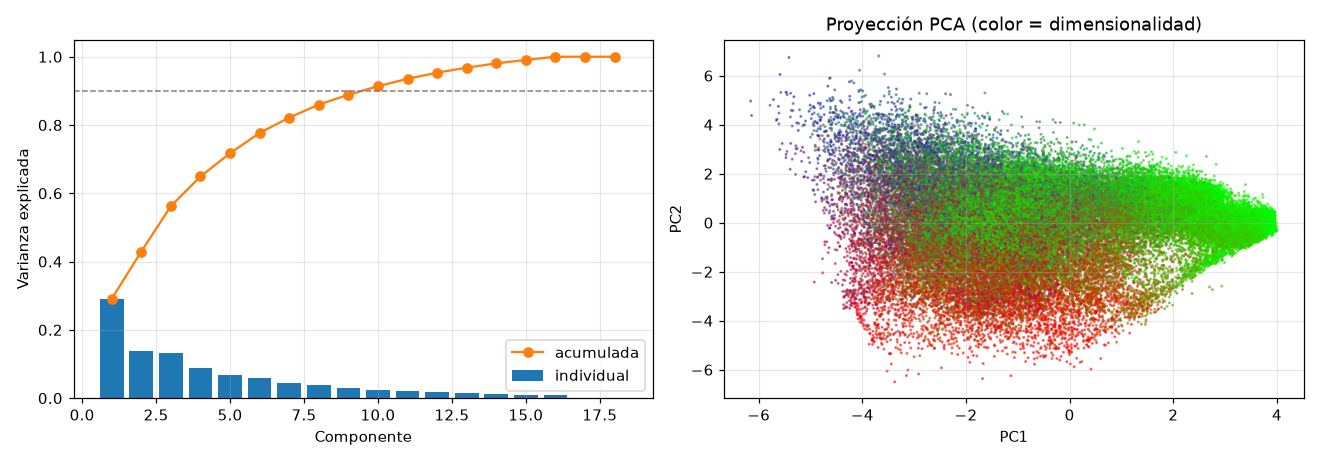 1.0
0.8
0.6
0.4
0.2
0.0
Varianza explicada
acumulada
individual
0.0 2.5 5.0 7.5 10.0 12.5 15.0 17.5
Componente
Proyección PCA (color = dimensionalidad)
6
4
2
0
−2
−4
−6
PC2
−6 −4 −2 0 2 4
PC1